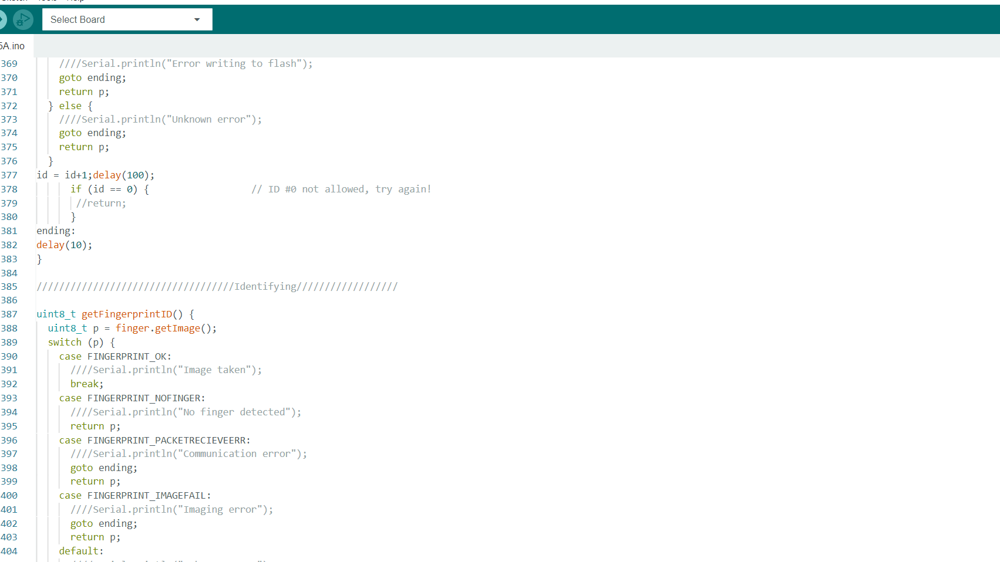 Select Board
5A.ino
369 ////Serial.println("Error writing to flash");
370 goto ending;
371 return p;
372 } else {
373 ////Serial.println("Unknown error");
374 goto ending;
375 return p;
376 }
377 id = id+1;delay(100);
378 if (id == 0) { // ID #0 not allowed, try again!
379 //return;
380 }
381 ending:
382 delay(10);
383 }
384
385 ///////////////////////////////////Identifying//////////////////
386
387 uint8_t getFingerprintID() {
388 uint8_t p = finger.getImage();
389 switch (p) {
390 case FINGERPRINT_OK:
391 ////Serial.println("Image taken");
392 break;
393 case FINGERPRINT_NOFINGER:
394 ////Serial.println("No finger detected");
395 return p;
396 case FINGERPRINT_PACKETRECIEVEERR:
397 ////Serial.println("Communication error");
398 goto ending;
399 return p;
400 case FINGERPRINT_IMAGEFAIL:
401 ////Serial.println("Imaging error");
402 goto ending;
403 return p;
404 default: